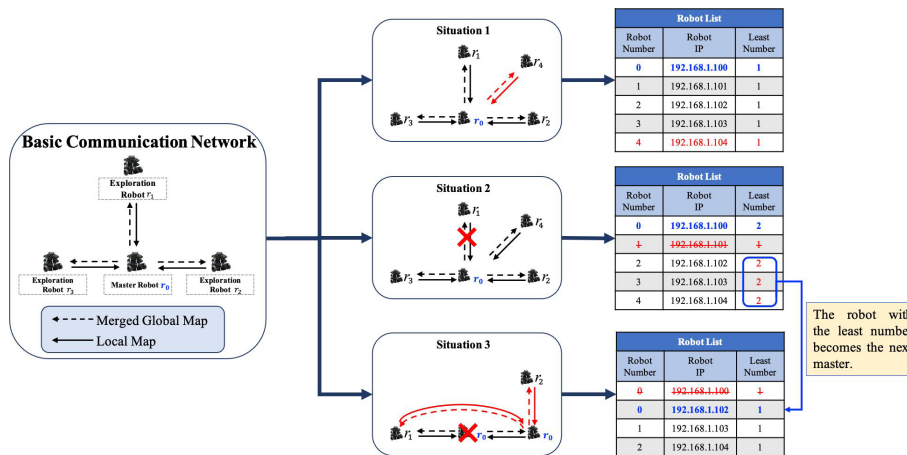 Basic Communication Network
Exploration
Robot r1
Exploration
Robot r3
Master Robot r0
Exploration
Robot r2
Merged Global Map
Local Map
Situation 1
r1
r4
r3
r0
r2
Robot List
Robot Number Robot IP Least Number
0 192.168.1.100 1
1 192.168.1.101 1
2 192.168.1.102 1
3 192.168.1.103 1
4 192.168.1.104 1
Situation 2
r1
r4
r3
r0
r2
Robot List
Robot Number Robot IP Least Number
0 192.168.1.100 2
1 192.168.1.101 1
2 192.168.1.102 2
3 192.168.1.103 2
4 192.168.1.104 2
The robot with
the least number
becomes the nex
master.
Situation 3
r2
r1
r0
r0
Robot List
Robot Number Robot IP Least Number
0 192.168.1.100 1
0 192.168.1.102 1
1 192.168.1.103 1
2 192.168.1.104 1